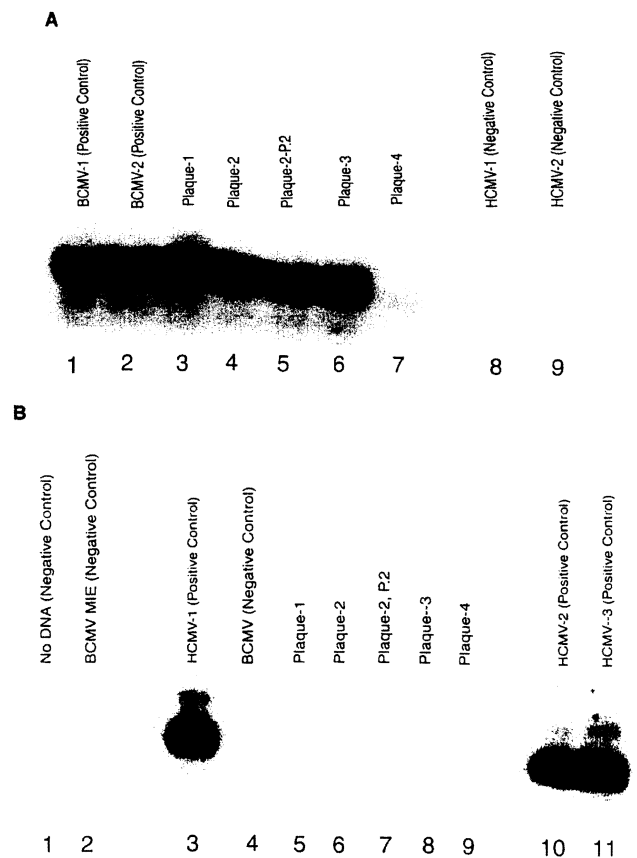 A
BCMV-1 (Positive Control)
BCMV-2 (Positive Control)
Plaque-1
Plaque-2
Plaque-2-P.2
Plaque-3
Plaque-4
HCMV-1 (Negative Control)
HCMV-2 (Negative Control)
1 2 3 4 5 6 7 8 9
B
No DNA (Negative Control)
BCMV MIE (Negative Control)
HCMV-1 (Positive Control)
BCMV (Negative Control)
Plaque-1
Plaque-2
Plaque-2, P.2
Plaque--3
Plaque-4
HCMV-2 (Positive Control)
HCMV--3 (Positive Control)
1 2 3 4 5 6 7 8 9 10 11